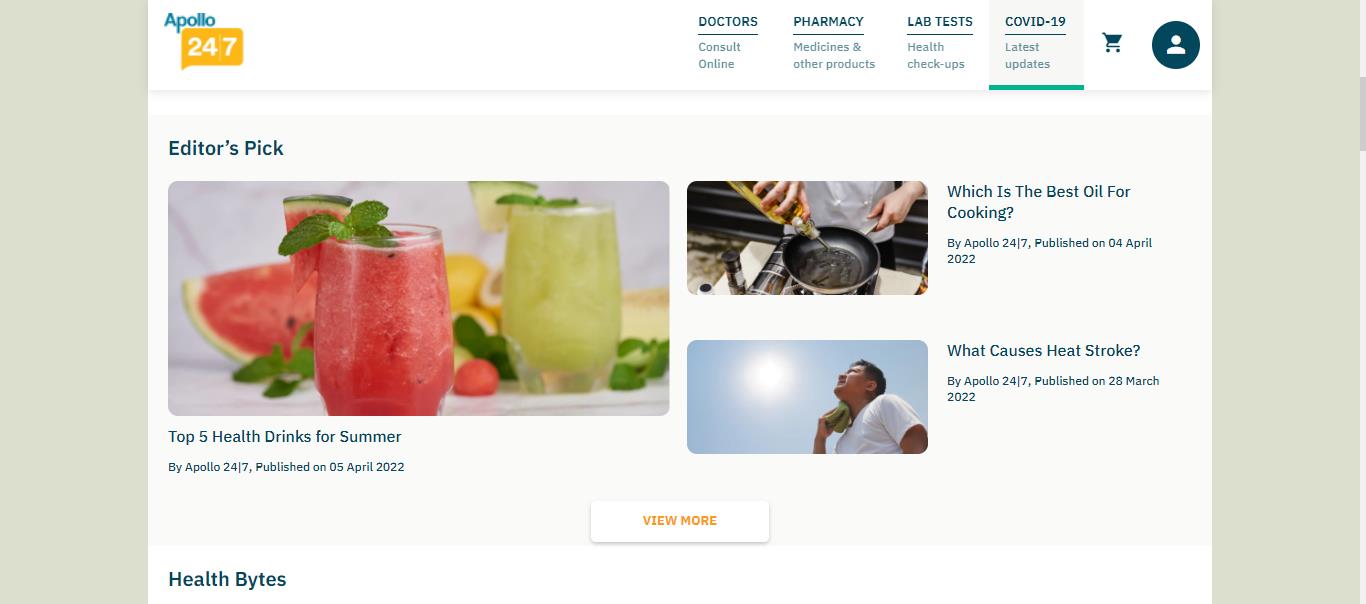 Apollo
24|7
DOCTORS
Consult
Online
PHARMACY
Medicines &
other products
LAB TESTS
Health
check-ups
COVID-19
Latest
updates
Editor’s Pick
Top 5 Health Drinks for Summer
By Apollo 24|7, Published on 05 April 2022
Which Is The Best Oil For
Cooking?
By Apollo 24|7, Published on 04 April
2022
What Causes Heat Stroke?
By Apollo 24|7, Published on 28 March
2022
VIEW MORE
Health Bytes